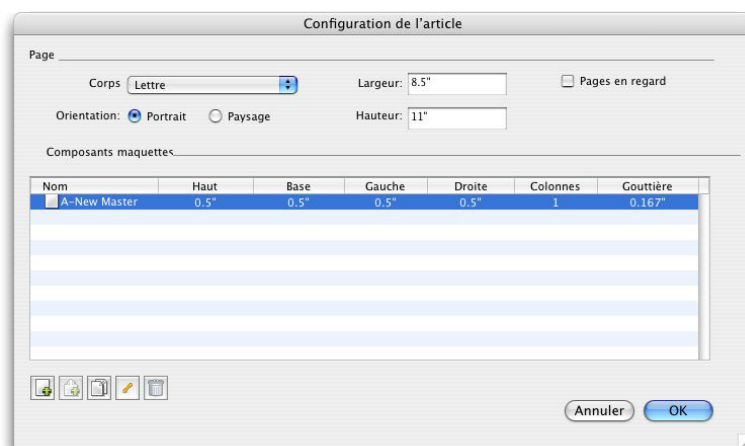 Configuration de l'article
Page
Corps Lettre Largeur: 8.5" Pages en regard
Orientation: Portrait Paysage Hauteur: 11"
Composants maquettes
Nom Haut Base Gauche Droite Colonnes Gouttière
A-New Master 0.5" 0.5" 0.5" 0.5" 1 0.167"
Annuler OK